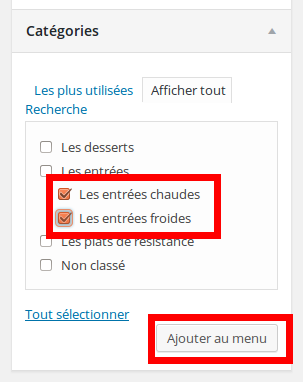 Catégories
Les plus utilisées Afficher tout
Recherche
Les desserts
Les entrées
Les entrées chaudes
Les entrées froides
Les plats de résistance
Non classé
Tout sélectionner
Ajouter au menu